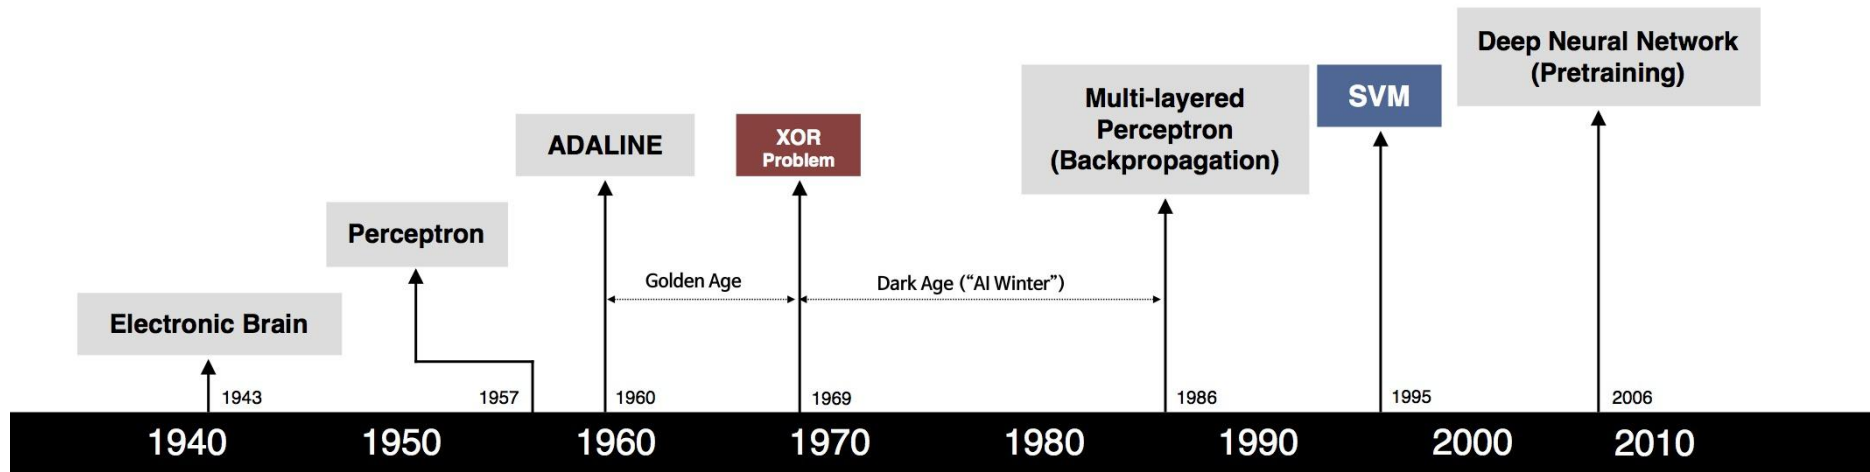 Deep Neural Network
(Pretraining)
Multi-layered
Perceptron
(Backpropagation)
SVM
ADALINE
XOR
Problem
Perceptron
Golden Age
Dark Age ("AI Winter")
Electronic Brain
1943
1957
1960
1969
1986
1995
2006
1940
1950
1960
1970
1980
1990
2000
2010